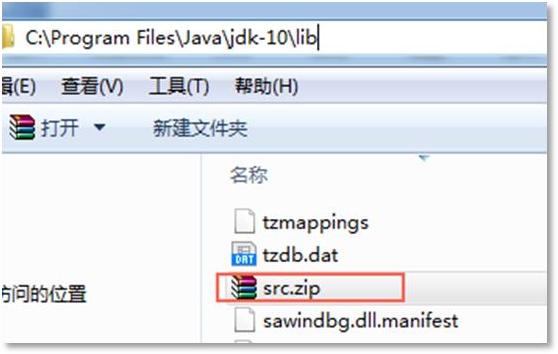 C:\Program Files\Java\jdk-10\lib
辑(E) 查看(V) 工具(T) 帮助(H)
打开 新建文件夹
名称
tzmappings
DAT tzdb.dat
src.zip
访问的位置
sawindbg.dll.manifest